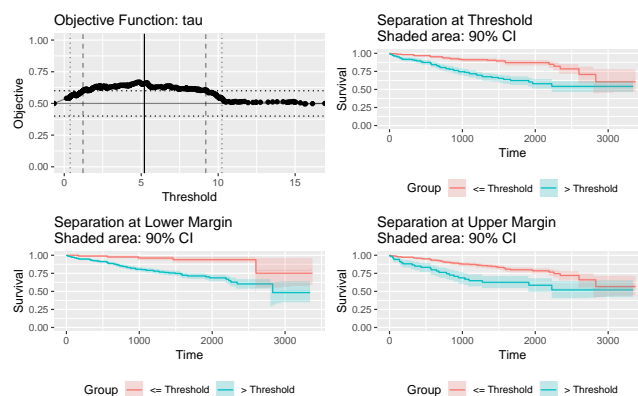 Objective Function: tau
1.00
0.75
0.50
0.25
0.00
Objective
0
5
10
15
Threshold
Separation at Threshold
Shaded area: 90% CI
1.00
0.75
0.50
0.25
0.00
Survival
0
1000
2000
3000
Time
Group
<= Threshold
> Threshold
Separation at Lower Margin
Shaded area: 90% CI
1.00
0.75
0.50
0.25
0.00
Survival
0
1000
2000
3000
Time
Group
<= Threshold
> Threshold
Separation at Upper Margin
Shaded area: 90% CI
1.00
0.75
0.50
0.25
0.00
Survival
0
1000
2000
3000
Time
Group
<= Threshold
> Threshold